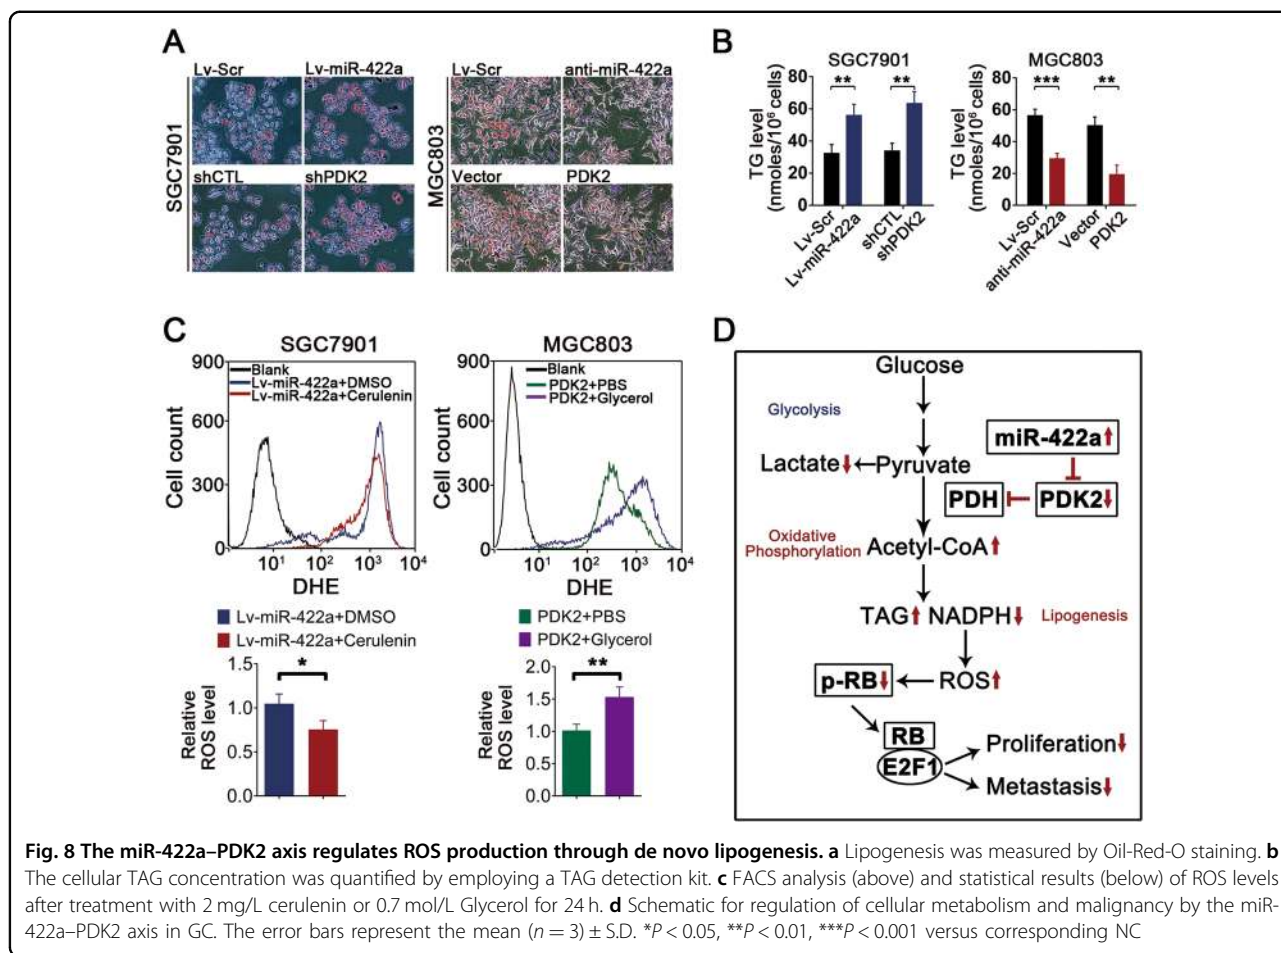 A
Lv-Scr Lv-miR-422a
SGC7901
shCTL shPDK2
Lv-Scr anti-miR-422a
MGC803
Vector PDK2
B
SGC7901
TG level
(nmoles/10⁶ cells)
80
60
40
20
0
** **
Lv-Scr
Lv-miR-422a
shCTL
shPDK2
MGC803
TG level
(nmoles/10⁶ cells)
80
60
40
20
0
*** **
Lv-Scr
anti-miR-422a
Vector
PDK2
C
SGC7901
Cell count
900
600
300
0
Blank
Lv-miR-422a+DMSO
Lv-miR-422a+Cerulenin
10¹ 10² 10³ 10⁴
DHE
Lv-miR-422a+DMSO
Lv-miR-422a+Cerulenin
Relative
ROS level
1.5
1.0
0.5
0.0
*
MGC803
Cell count
900
600
300
0
Blank
PDK2+PBS
PDK2+Glycerol
10¹ 10² 10³ 10⁴
DHE
PDK2+PBS
PDK2+Glycerol
Relative
ROS level
2.0
1.5
1.0
0.5
0.0
**
D
Glucose
Glycolysis
miR-422a
Lactate Pyruvate
PDH PDK2
Oxidative
Phosphorylation Acetyl-CoA
TAG NADPH Lipogenesis
p-RB ROS
RB
E2F1
Proliferation
Metastasis
Fig. 8 The miR-422a–PDK2 axis regulates ROS production through de novo lipogenesis. a Lipogenesis was measured by Oil-Red-O staining. b
The cellular TAG concentration was quantified by employing a TAG detection kit. c FACS analysis (above) and statistical results (below) of ROS levels
after treatment with 2 mg/L cerulenin or 0.7 mol/L Glycerol for 24 h. d Schematic for regulation of cellular metabolism and malignancy by the miR-
422a–PDK2 axis in GC. The error bars represent the mean (n = 3) ± S.D. *P < 0.05, **P < 0.01, ***P < 0.001 versus corresponding NC